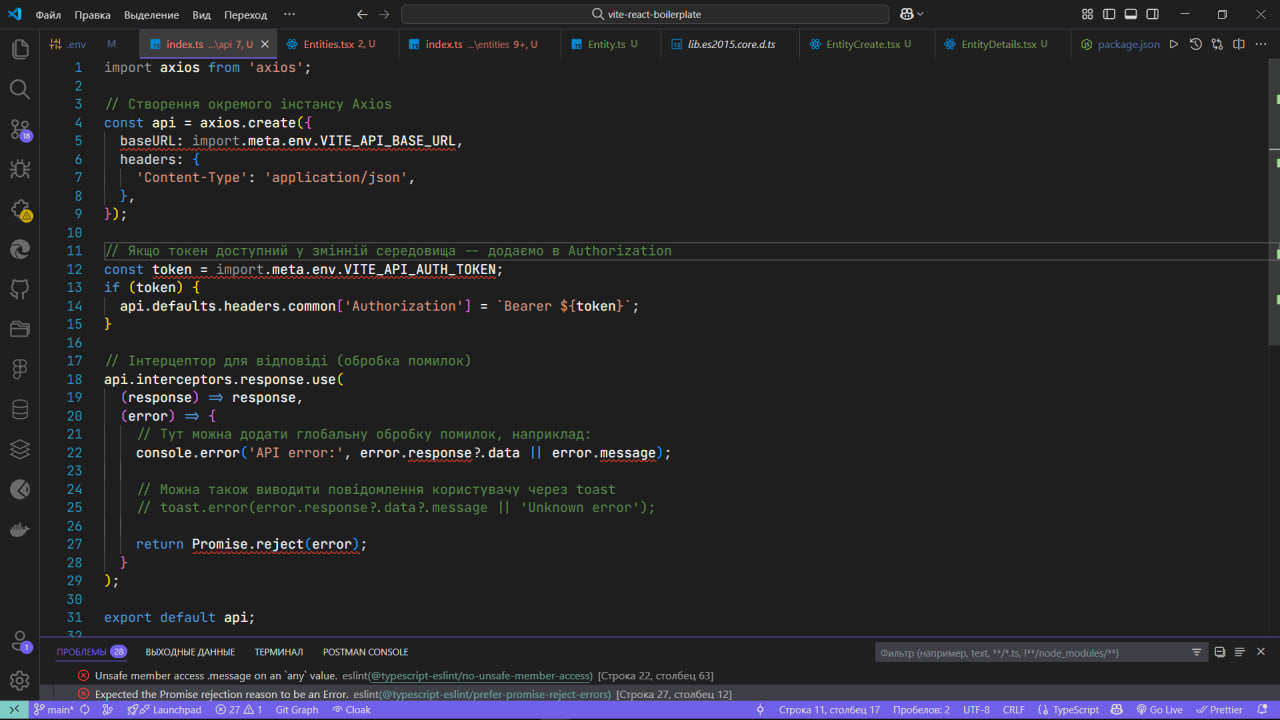 Файл Правка Выделение Вид Переход ··· vite-react-boilerplate
.env M index.ts ...\api 7, U Entities.tsx 2, U index.ts ...\entities 9+, U Entity.ts U lib.es2015.core.d.ts EntityCreate.tsx U EntityDetails.tsx U package.json
1 import axios from 'axios';
2
3 // Створення окремого інстансу Axios
4 const api = axios.create({
5 baseURL: import.meta.env.VITE_API_BASE_URL,
6 headers: {
7 'Content-Type': 'application/json',
8 },
9 });
10
11 // Якщо токен доступний у змінній середовища -- додаємо в Authorization
12 const token = import.meta.env.VITE_API_AUTH_TOKEN;
13 if (token) {
14 api.defaults.headers.common['Authorization'] = `Bearer ${token}`;
15 }
16
17 // Інтерцептор для відповіді (обробка помилок)
18 api.interceptors.response.use(
19 (response) => response,
20 (error) => {
21 // Тут можна додати глобальну обробку помилок, наприклад:
22 console.error('API error:', error.response?.data || error.message);
23
24 // Можна також виводити повідомлення користувачу через toast
25 // toast.error(error.response?.data?.message || 'Unknown error');
26
27 return Promise.reject(error);
28 }
29 );
30
31 export default api;
32
18
1
ПРОБЛЕМЫ 28 ВЫХОДНЫЕ ДАННЫЕ ТЕРМИНАЛ POSTMAN CONSOLE Фильтр (например, text, **/*.ts, !**/node_modules/**)
Unsafe member access .message on an `any` value. eslint(@typescript-eslint/no-unsafe-member-access) [Строка 22, столбец 63]
Expected the Promise rejection reason to be an Error. eslint(@typescript-eslint/prefer-promise-reject-errors) [Строка 27, столбец 12]
main* Launchpad 27 1 Git Graph Cloak Строка 11, столбец 17 Пробелов: 2 UTF-8 CRLF TypeScript Go Live Prettier